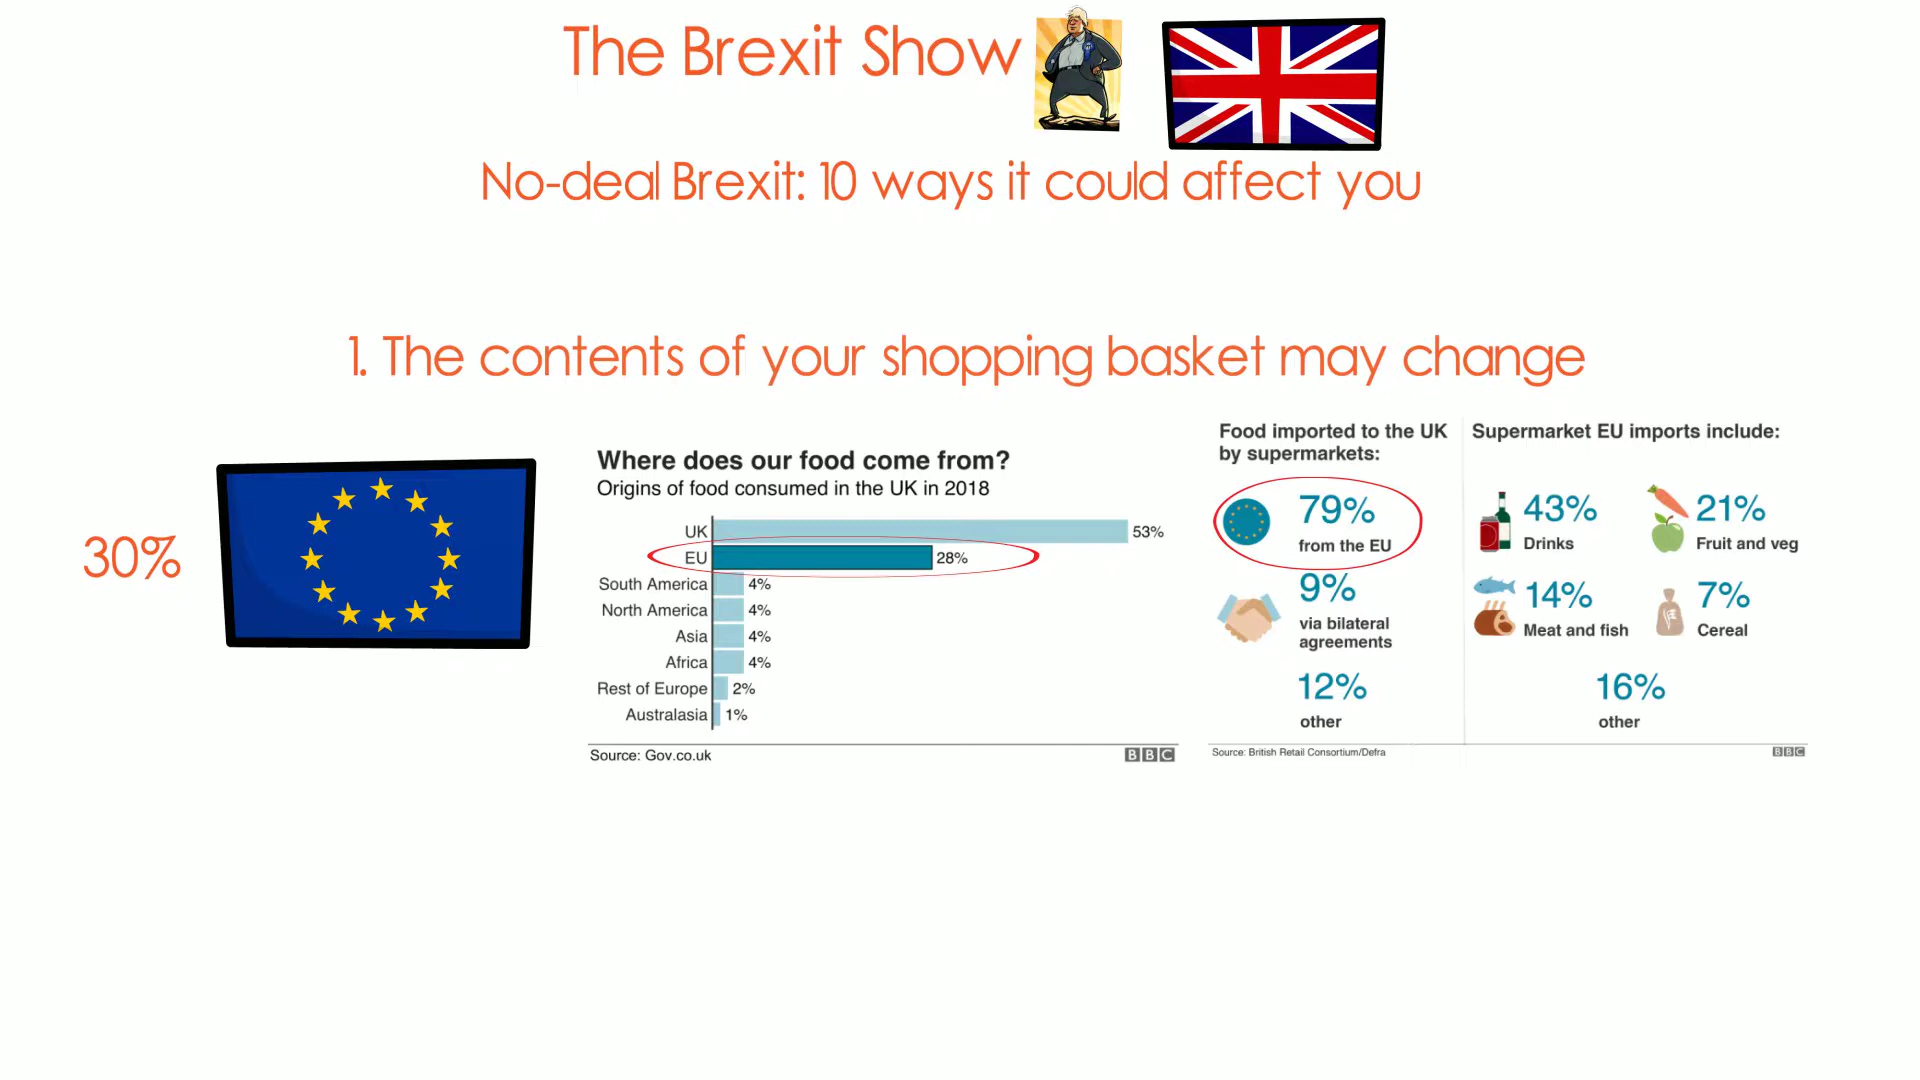 The Brexit Show
No-deal Brexit: 10 ways it could affect you
1. The contents of your shopping basket may change
30%
Where does our food come from?
Origins of food consumed in the UK in 2018
UK 53%
EU 28%
South America 4%
North America 4%
Asia 4%
Africa 4%
Rest of Europe 2%
Australasia 1%
Source: Gov.co.uk
BBC
Food imported to the UK
by supermarkets:
79%
from the EU
9%
via bilateral
agreements
12%
other
Supermarket EU imports include:
43%
Drinks
21%
Fruit and veg
14%
Meat and fish
7%
Cereal
16%
other
Source: British Retail Consortium/Defra
BBC